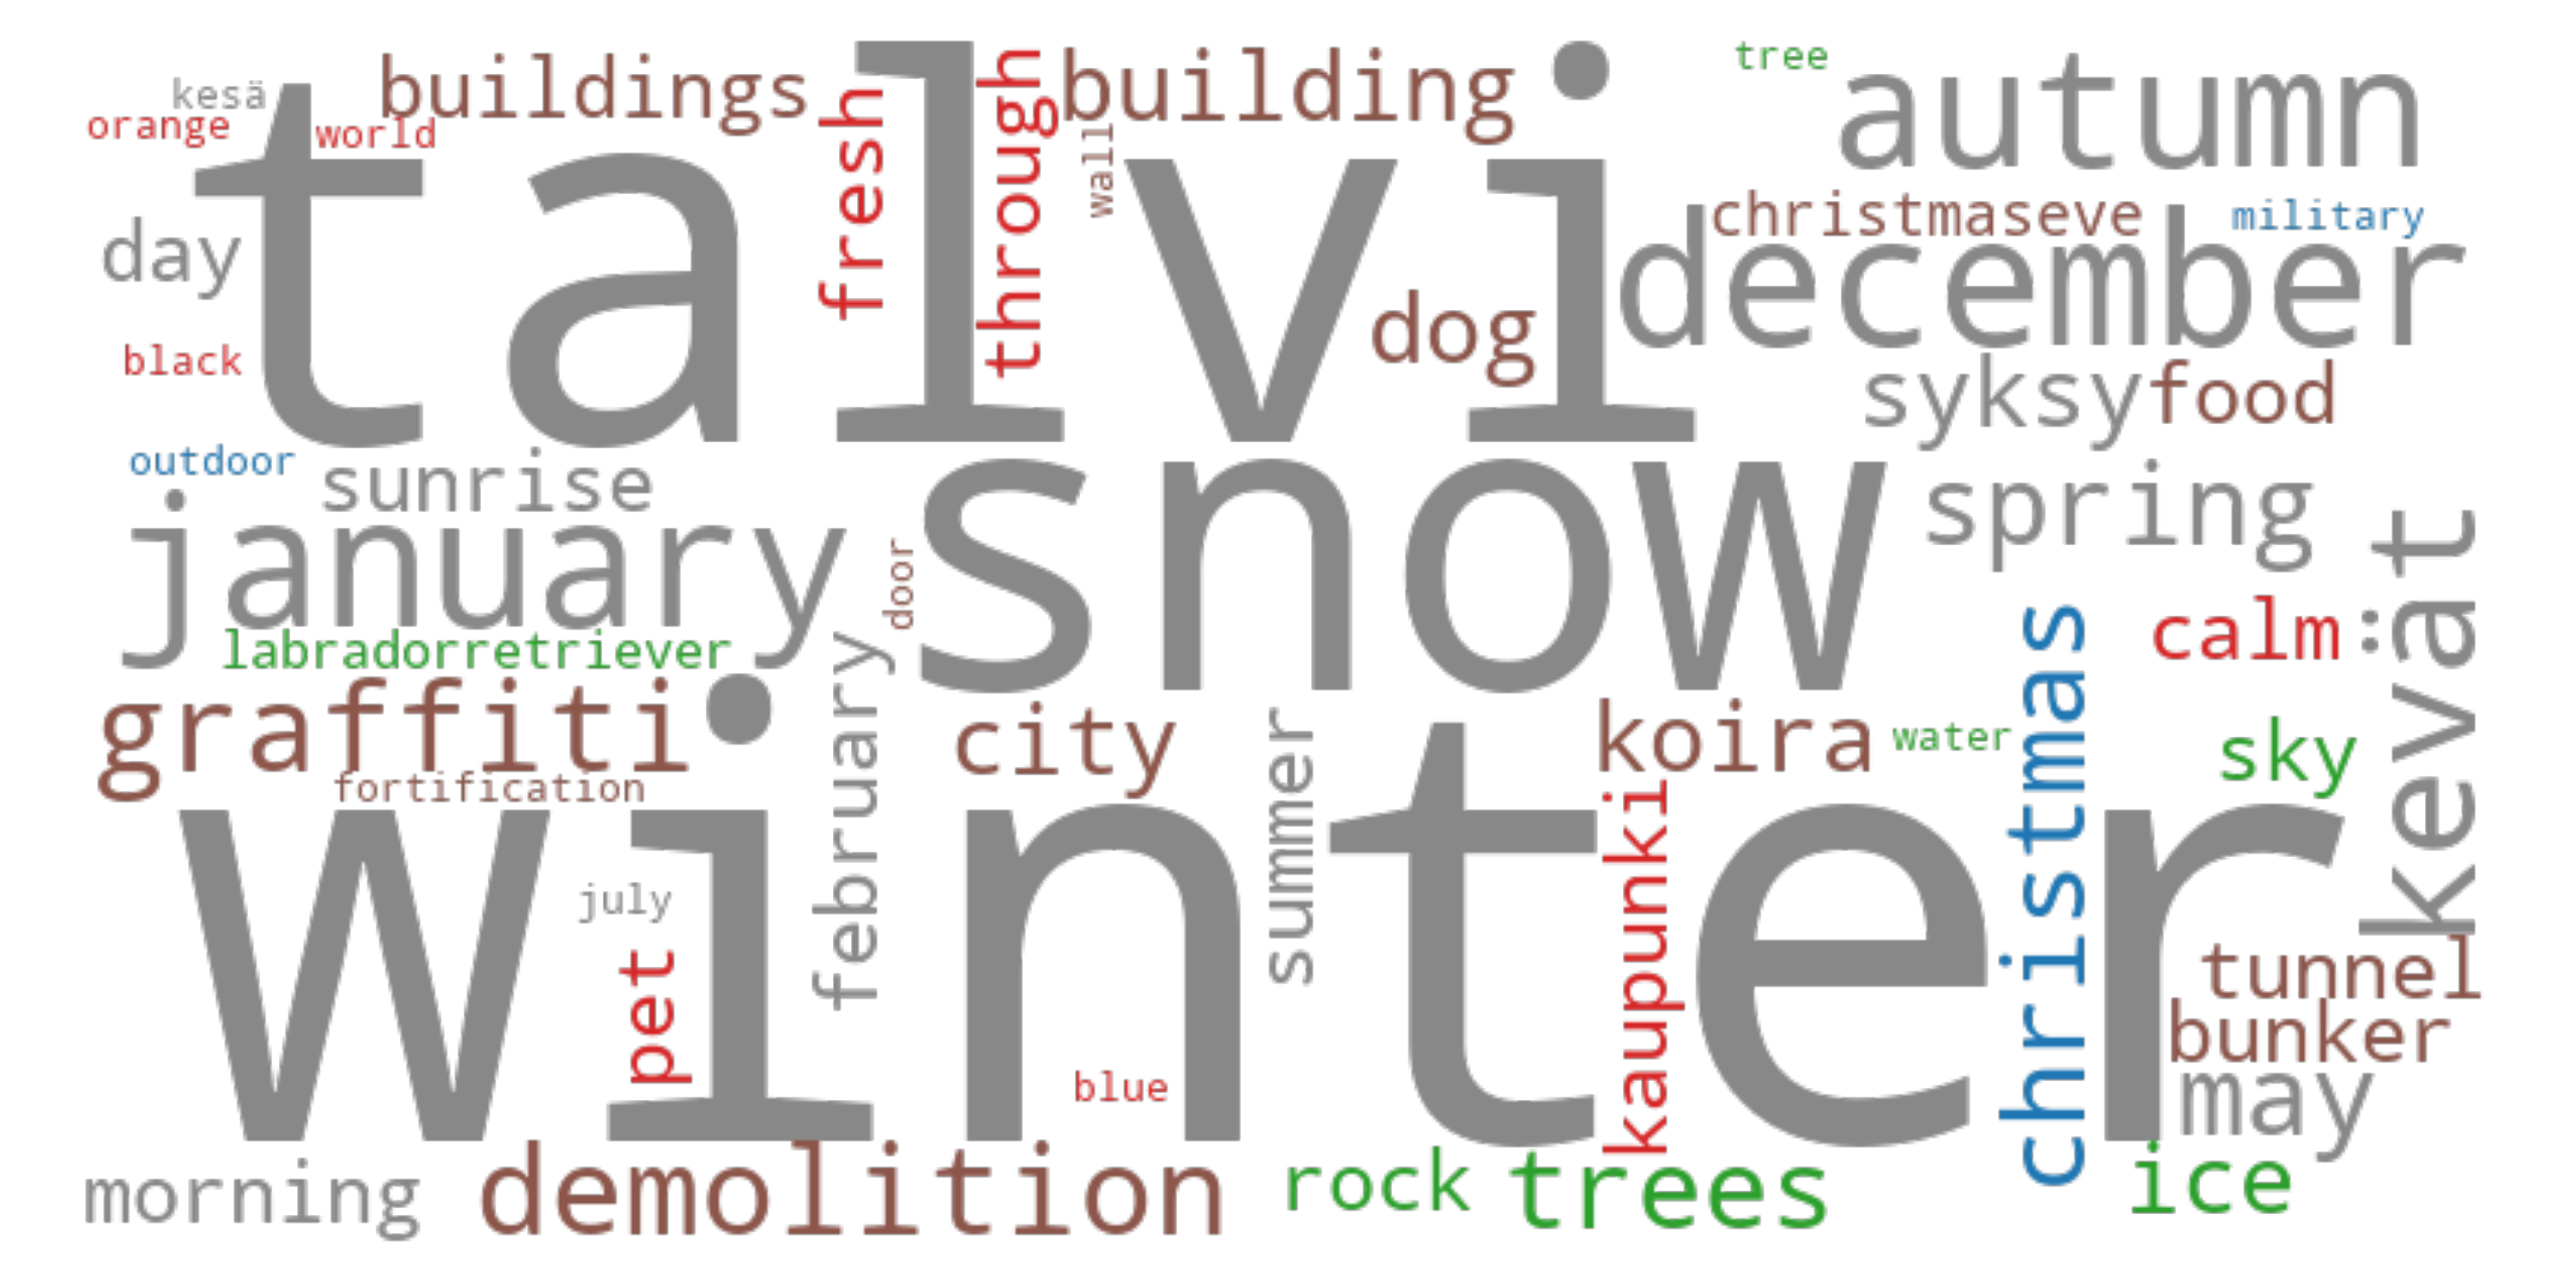 tree
kesä
buildings
through
building
autumn
orange
world
fresh
wall
talvi
christmaseve
military
day
december
dog
black
syksy
food
outdoor
sunrise
snow
spring
kevät
january
door
christmas
calm
labradorretriever
february
graffiti
city
summer
koira
water
sky
fortification
kaupunki
winter
july
pet
tunnel
bunker
blue
may
morning
demolition
rock
trees
ice